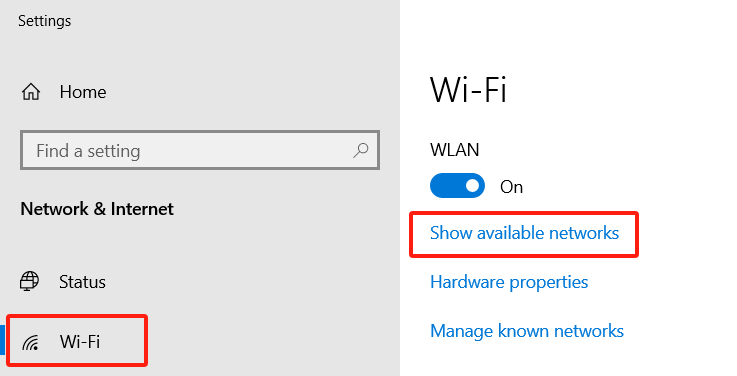 Settings
Home
Find a setting
Network & Internet
Status
Wi-Fi
Wi-Fi
WLAN
On
Show available networks
Hardware properties
Manage known networks